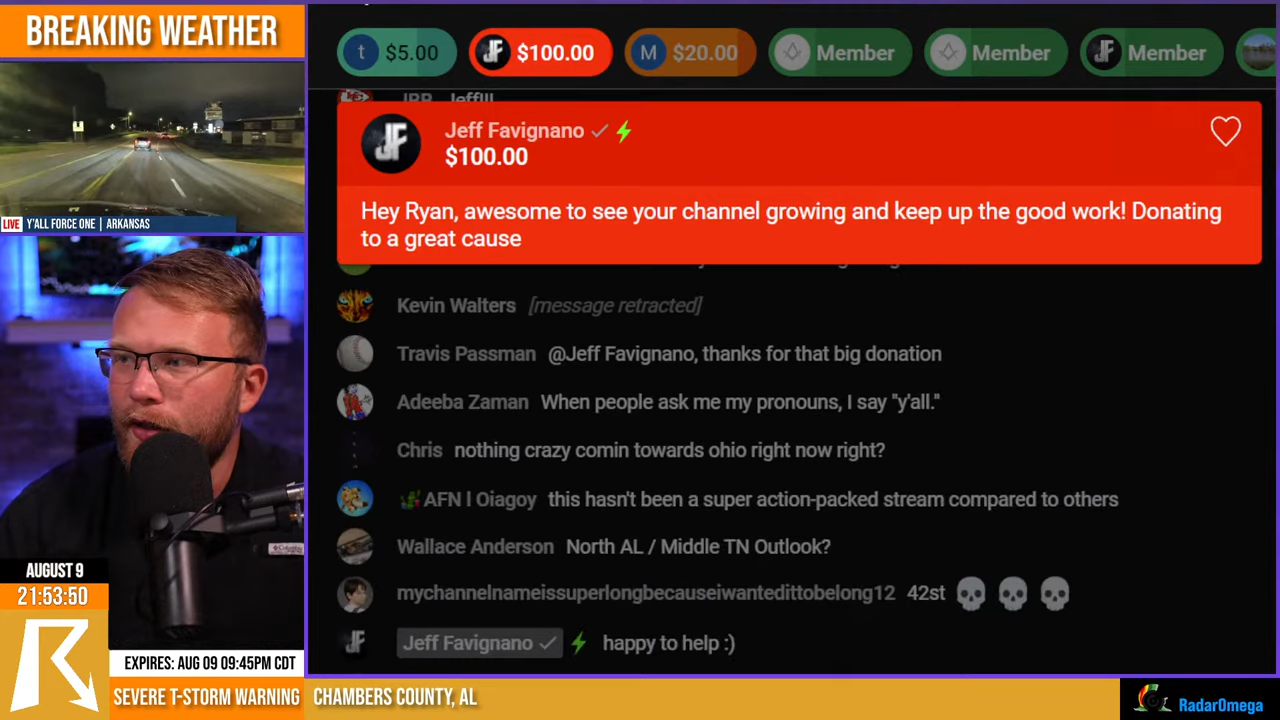 BREAKING WEATHER
LIVE Y'ALL FORCE ONE | ARKANSAS
t $5.00
JF $100.00
M $20.00
Member
Member
JF Member
Jeff Favignano
$100.00
Hey Ryan, awesome to see your channel growing and keep up the good work! Donating
to a great cause
Kevin Walters [message retracted]
Travis Passman @Jeff Favignano, thanks for that big donation
Adeeba Zaman When people ask me my pronouns, I say "y'all."
Chris nothing crazy comin towards ohio right now right?
AFN l Oiagoy this hasn't been a super action-packed stream compared to others
Wallace Anderson North AL / Middle TN Outlook?
mychannelnameissuperlongbecauseiwantedittobelong12 42st 💀 💀 💀
JF Jeff Favignano happy to help :)
AUGUST 9
21:53:50
EXPIRES: AUG 09 09:45PM CDT
SEVERE T-STORM WARNING CHAMBERS COUNTY, AL
RadarOmega